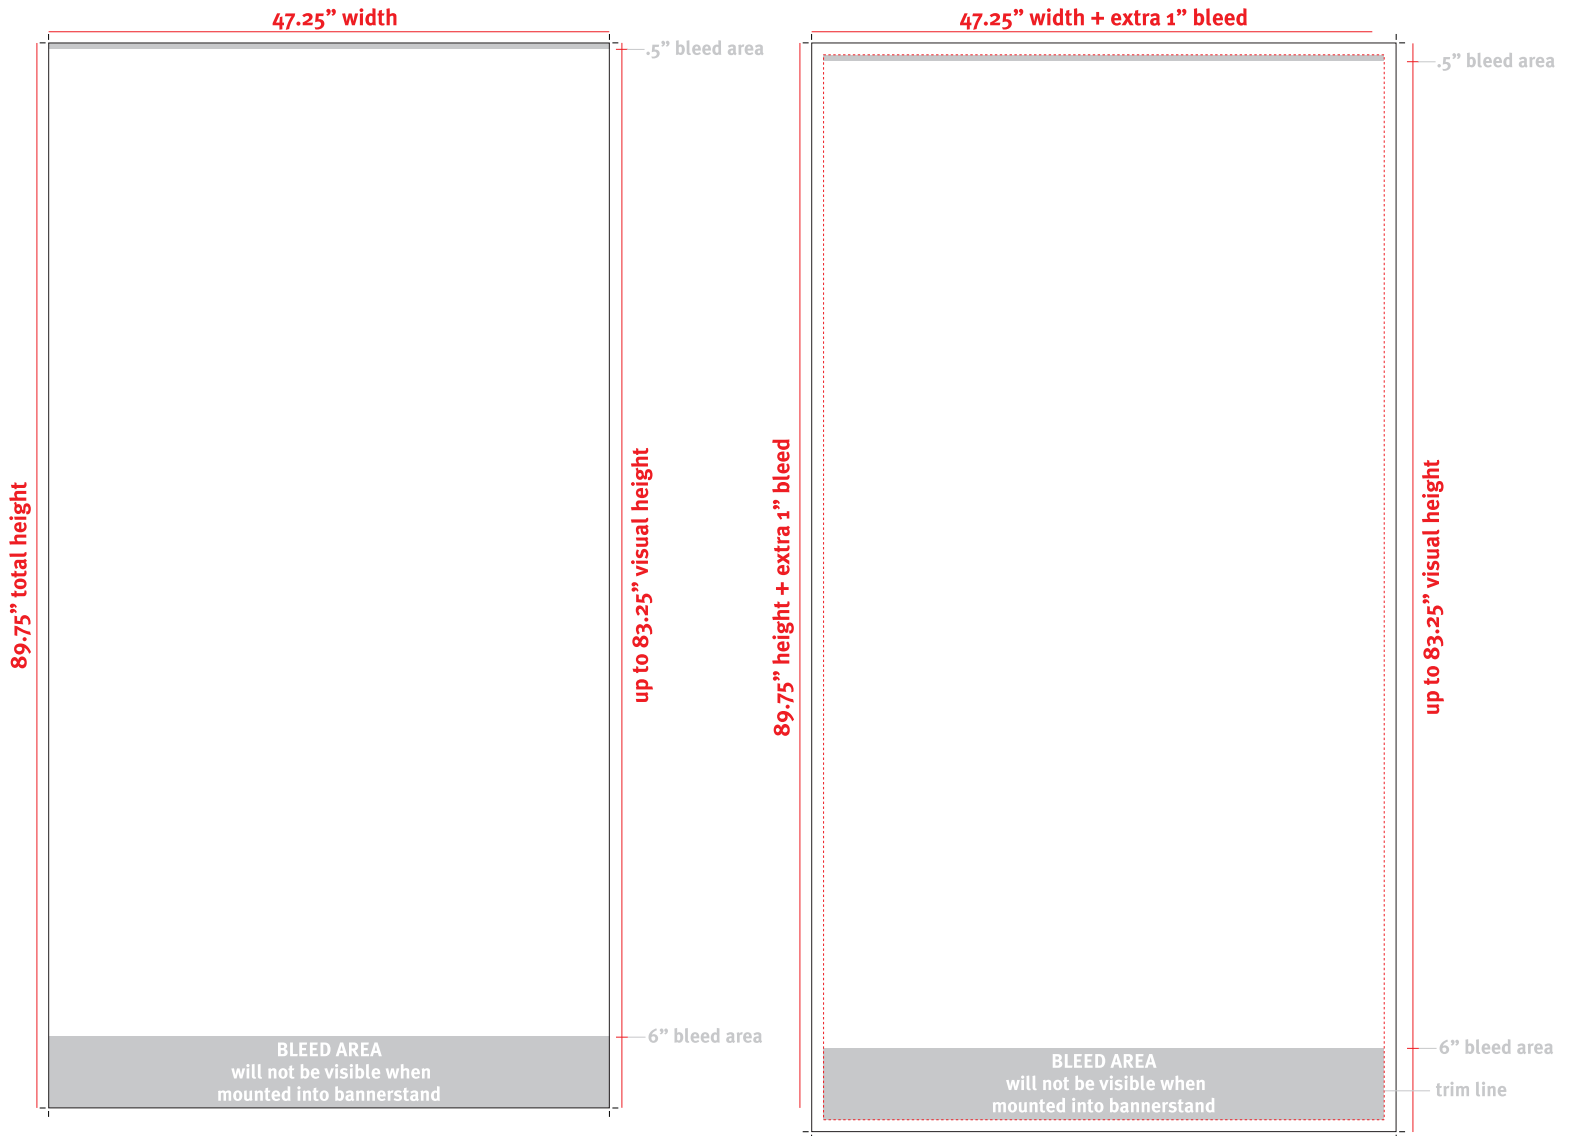 47.25” width
.5” bleed area
89.75” total height
up to 83.25” visual height
6” bleed area
BLEED AREA
will not be visible when
mounted into bannerstand
47.25” width + extra 1” bleed
.5” bleed area
89.75” height + extra 1” bleed
up to 83.25” visual height
6” bleed area
BLEED AREA
will not be visible when
mounted into bannerstand
trim line